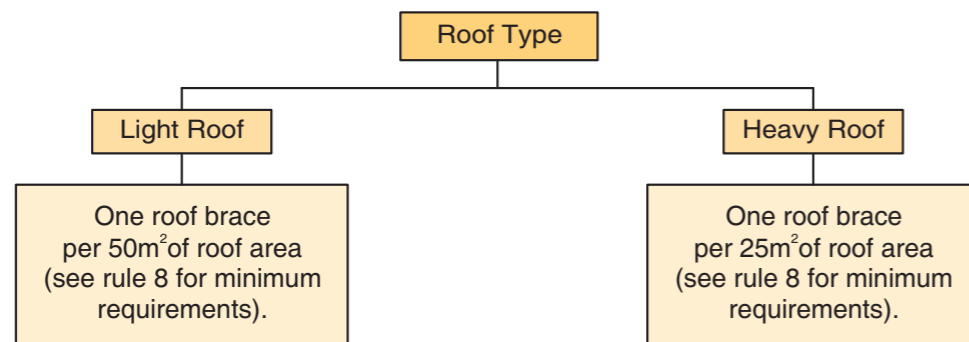 Roof Type
Light Roof
Heavy Roof
One roof brace
per 50m²of roof area
(see rule 8 for minimum
requirements).
One roof brace
per 25m²of roof area
(see rule 8 for minimum
requirements).